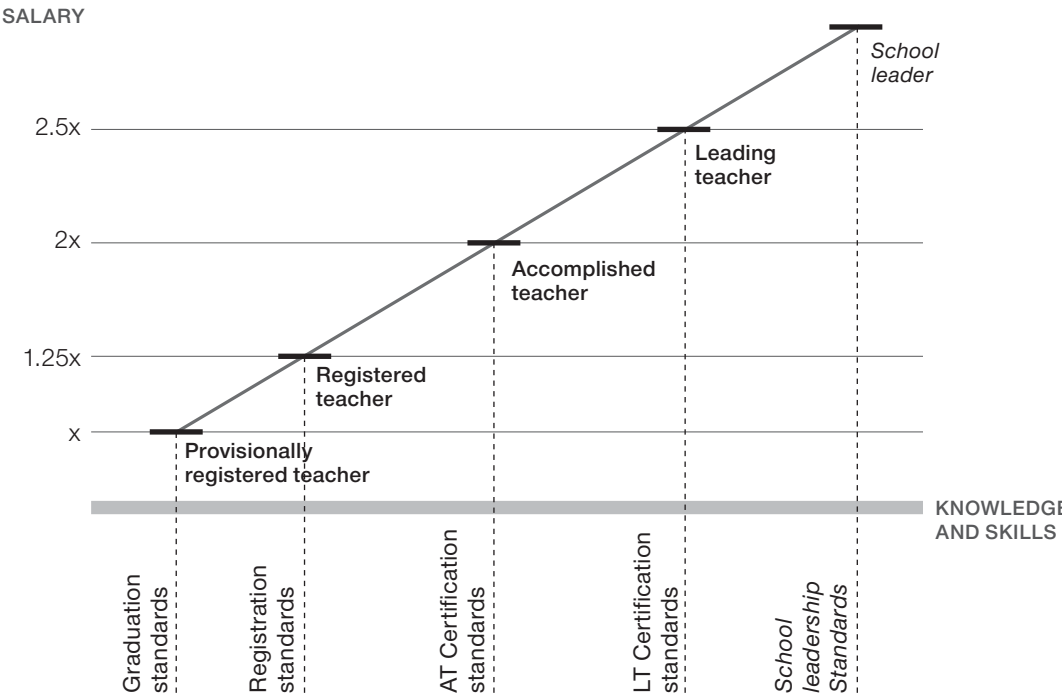 SALARY
School
leader
2.5x
Leading
teacher
2x
Accomplished
teacher
1.25x
Registered
teacher
x
Provisionally
registered teacher
KNOWLEDGE
AND SKILLS
Graduation
standards
Registration
standards
AT Certification
standards
LT Certification
standards
School
leadership
Standards